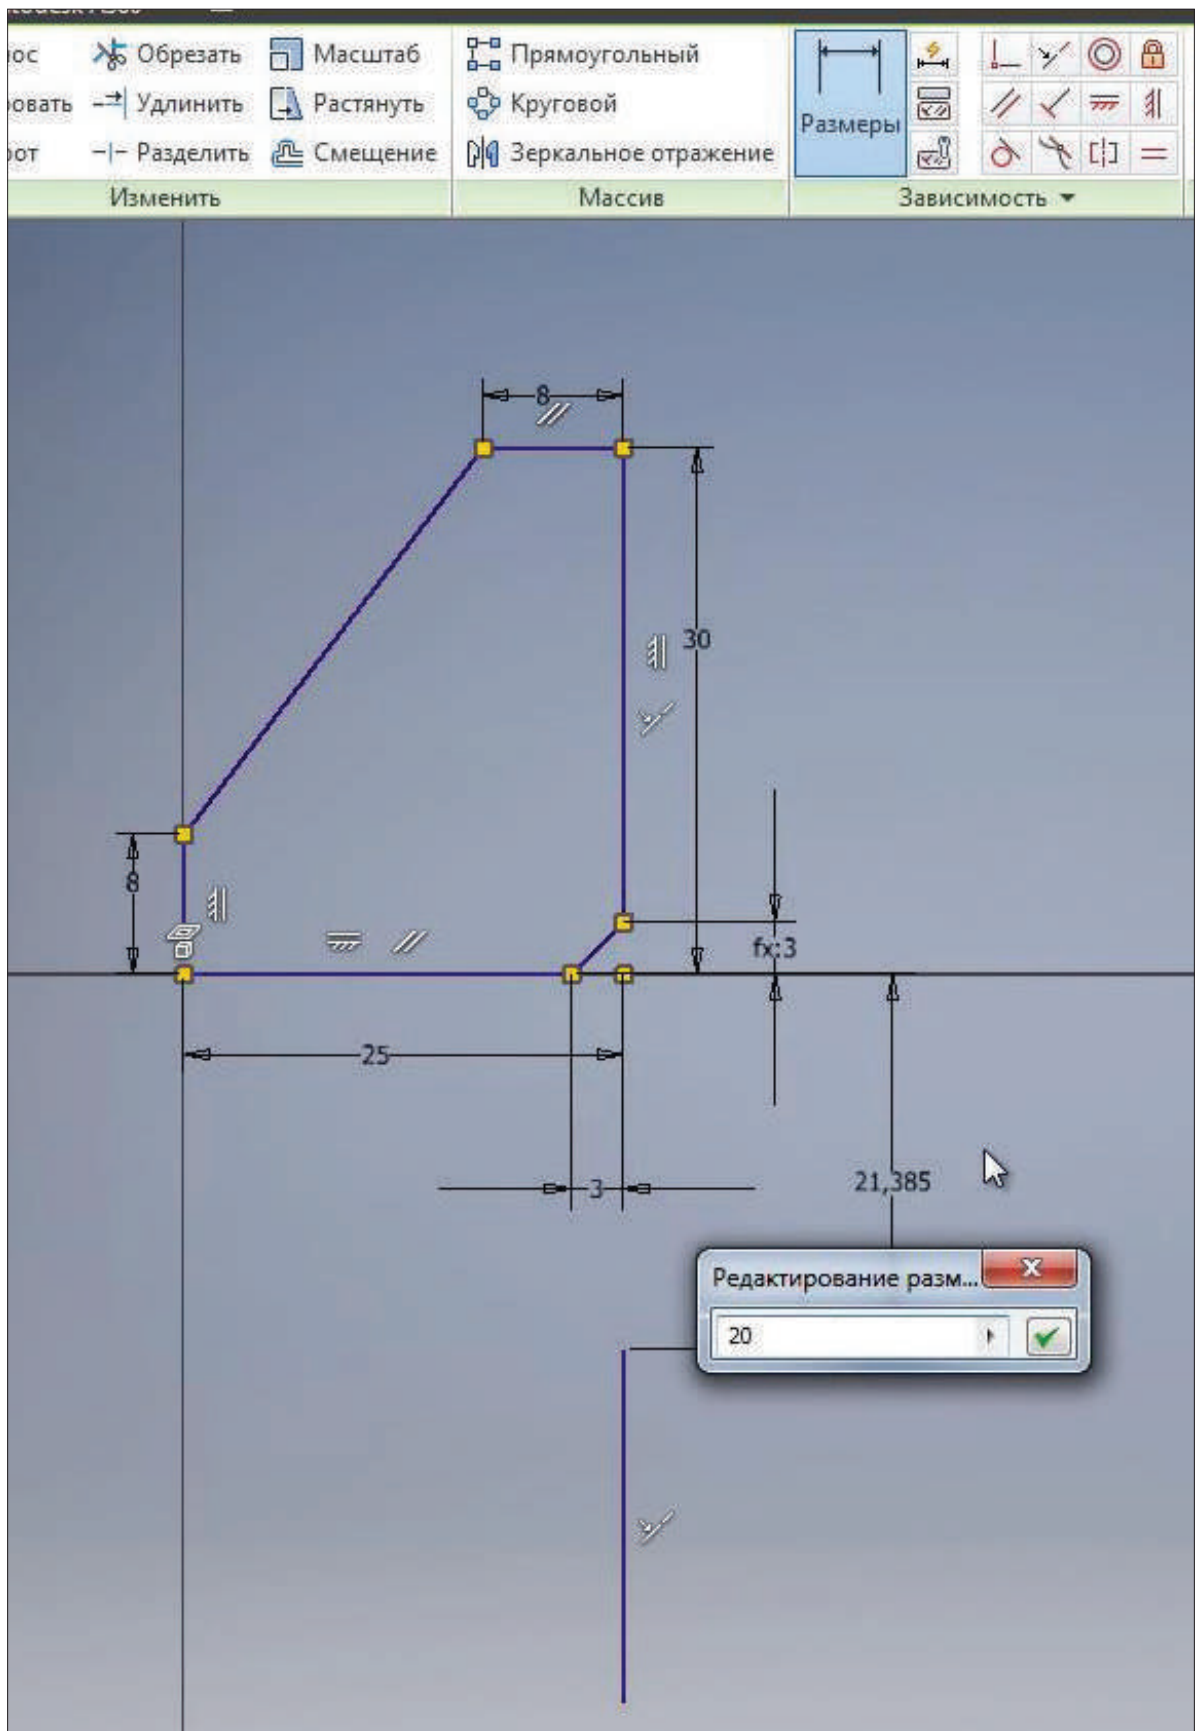 Обрезать Масштаб Прямоугольный
Удлинить Растянуть Круговой Размеры
Разделить Смещение Зеркальное отражение
Изменить Массив Зависимость
8
30
8
fx:3
25
3
21,385
Редактирование разм...
20